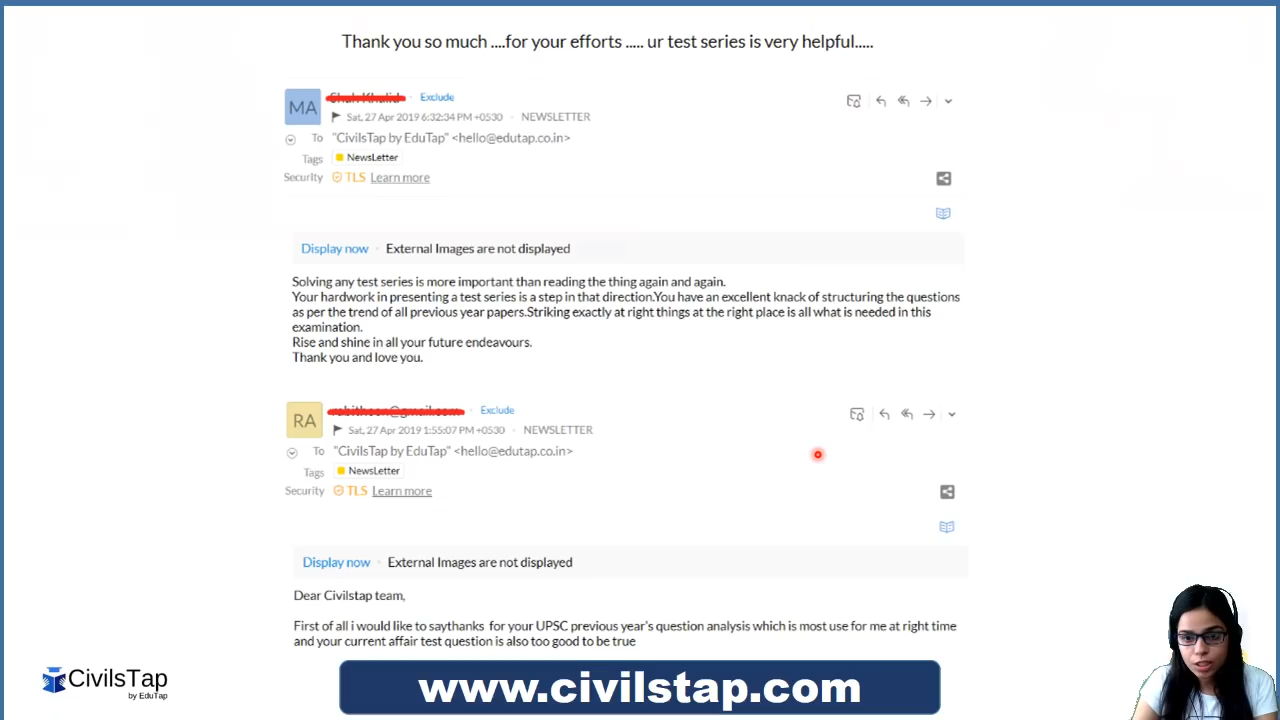 Thank you so much ....for your efforts ..... ur test series is very helpful.....
MA
Exclude
Sat, 27 Apr 2019 6:32:34 PM +0530 · NEWSLETTER
To "CivilsTap by EduTap" <hello@edutap.co.in>
Tags NewsLetter
Security TLS Learn more
Display now · External Images are not displayed
Solving any test series is more important than reading the thing again and again.
Your hardwork in presenting a test series is a step in that direction.You have an excellent knack of structuring the questions
as per the trend of all previous year papers.Striking exactly at right things at the right place is all what is needed in this
examination.
Rise and shine in all your future endeavours.
Thank you and love you.
RA
Exclude
Sat, 27 Apr 2019 1:55:07 PM +0530 · NEWSLETTER
To "CivilsTap by EduTap" <hello@edutap.co.in>
Tags NewsLetter
Security TLS Learn more
Display now · External Images are not displayed
Dear Civilstap team,
First of all i would like to saythanks for your UPSC previous year's question analysis which is most use for me at right time
and your current affair test question is also too good to be true
CivilsTap
by EduTap
www.civilstap.com